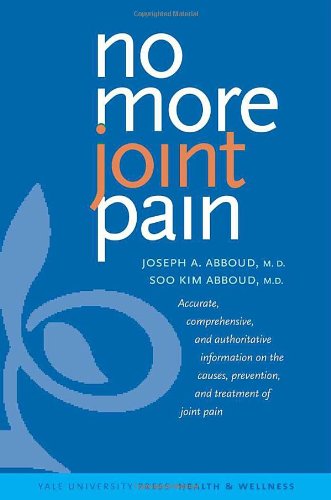 no
more
joint
pain
JOSEPH A. ABBOUD, M.D.
SOO KIM ABBOUD, M.D.
Accurate,
comprehensive,
and authoritative
information on the
causes, prevention,
and treatment of
joint pain
YALE UNIVERSITY PRESS HEALTH & WELLNESS